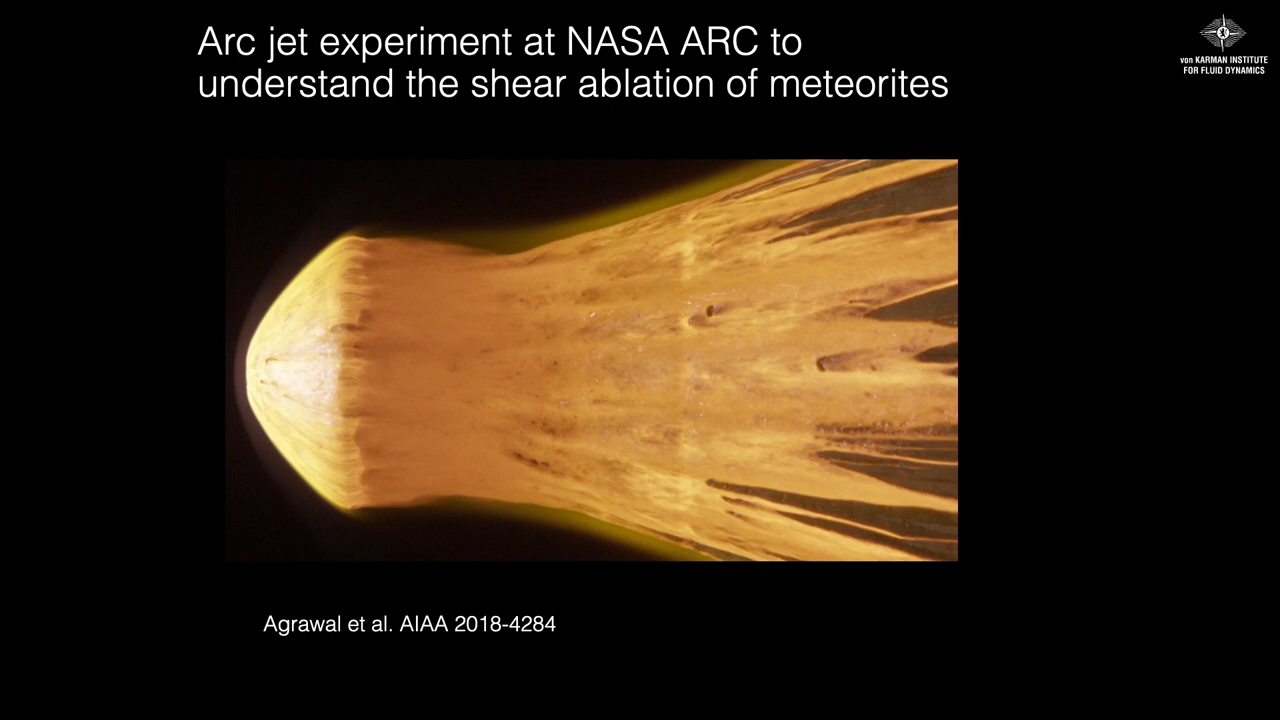 Arc jet experiment at NASA ARC to
understand the shear ablation of meteorites
von KARMAN INSTITUTE
FOR FLUID DYNAMICS
Agrawal et al. AIAA 2018-4284